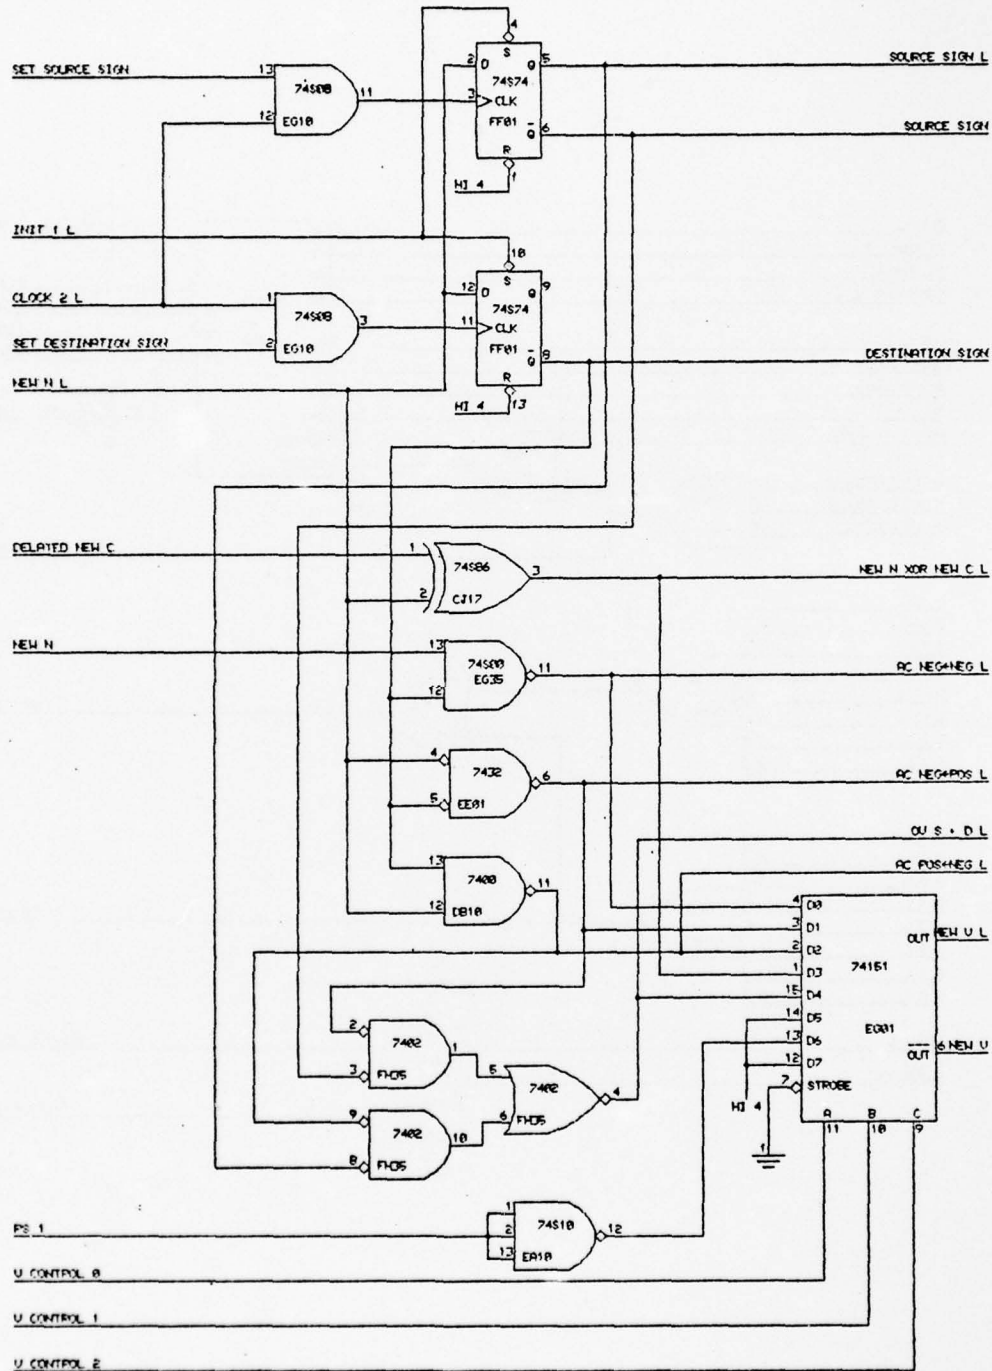 4
SET SOURCE SIGN
13
74S08
11
12
EG10
2
D
S
Q
5
74S74
3
CLK
FF01
Q
6
R
1
HI 4
SOURCE SIGN L
SOURCE SIGN
INIT 1 L
10
CLOCK 2 L
1
74S08
3
SET DESTINATION SIGN
2
EG10
12
D
S
Q
9
74S74
11
CLK
FF01
Q
8
R
13
HI 4
DESTINATION SIGN
NEW N L
DELAYED NEW C
1
74S86
3
2
CJ17
NEW N XOR NEW C L
NEW N
13
74S00
EG35
11
12
AC NEG+NEG L
4
7432
6
5
EE01
AC NEG+POS L
OV S + D L
13
7400
11
12
DB10
AC POS+NEG L
4
D0
3
D1
2
D2
1
D3
15
D4
14
D5
13
D6
12
D7
7
STROBE
74151
EG01
OUT
NEW V L
OUT
6 NEW V
A
B
C
11
10
9
HI 4
1
2
7402
1
3
FH35
9
7402
10
8
FH35
5
7402
4
6
FH35
PS 1
1
2
13
74S10
12
EA10
V CONTROL 0
V CONTROL 1
V CONTROL 2